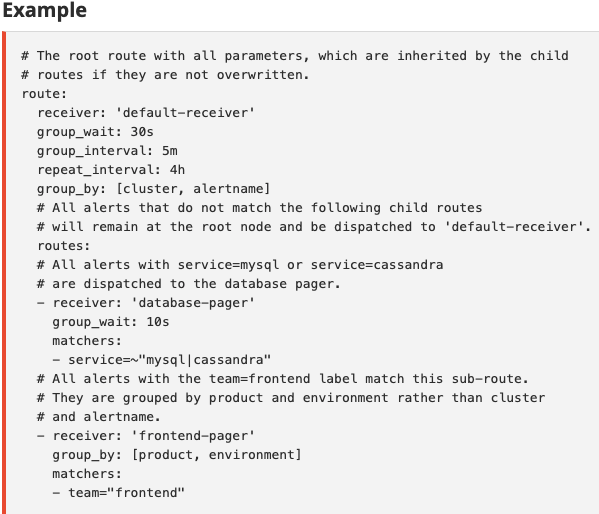 Example
# The root route with all parameters, which are inherited by the child
# routes if they are not overwritten.
route:
  receiver: 'default-receiver'
  group_wait: 30s
  group_interval: 5m
  repeat_interval: 4h
  group_by: [cluster, alertname]
  # All alerts that do not match the following child routes
  # will remain at the root node and be dispatched to 'default-receiver'.
  routes:
  # All alerts with service=mysql or service=cassandra
  # are dispatched to the database pager.
  - receiver: 'database-pager'
    group_wait: 10s
    matchers:
    - service=~"mysql|cassandra"
  # All alerts with the team=frontend label match this sub-route.
  # They are grouped by product and environment rather than cluster
  # and alertname.
  - receiver: 'frontend-pager'
    group_by: [product, environment]
    matchers:
    - team="frontend"